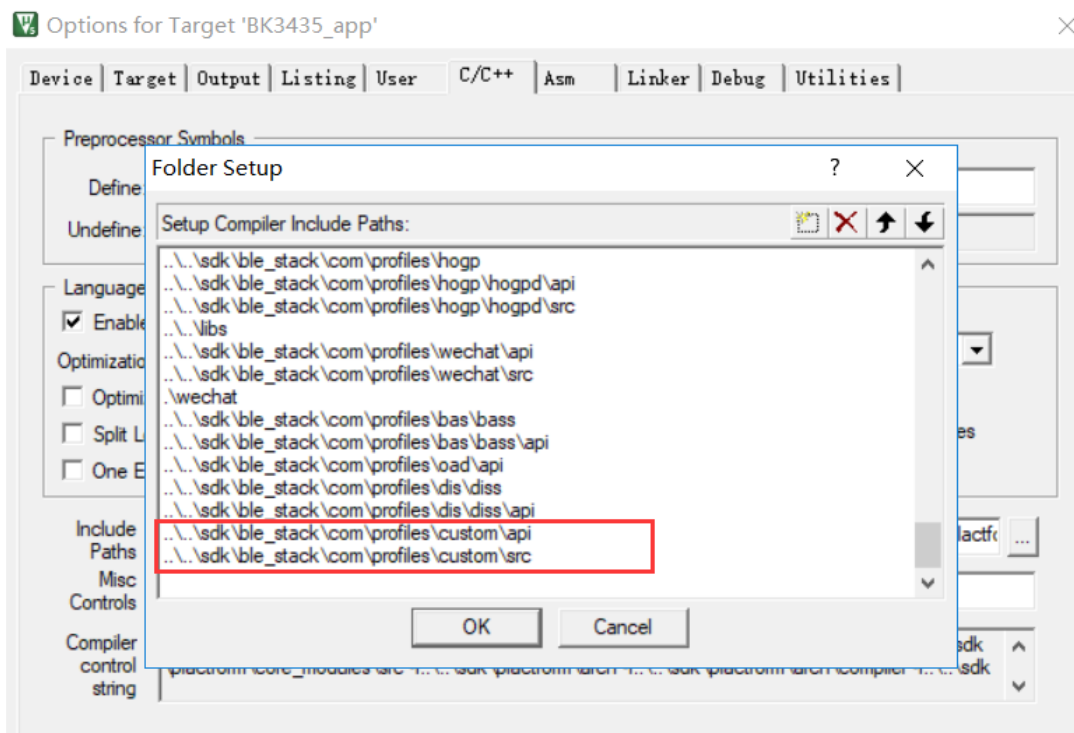 Options for Target 'BK3435_app'
Device Target Output Listing User C/C++ Asm Linker Debug Utilities
Preprocessor Symbols
Define:
Undefine:
Folder Setup
?
Setup Compiler Include Paths:
..\..\sdk\ble_stack\com\profiles\hogp
..\..\sdk\ble_stack\com\profiles\hogp\hogpd\api
..\..\sdk\ble_stack\com\profiles\hogp\hogpd\src
..\..\libs
..\..\sdk\ble_stack\com\profiles\wechat\api
..\..\sdk\ble_stack\com\profiles\wechat\src
.\wechat
..\..\sdk\ble_stack\com\profiles\bas\bass
..\..\sdk\ble_stack\com\profiles\bas\bass\api
..\..\sdk\ble_stack\com\profiles\oad\api
..\..\sdk\ble_stack\com\profiles\dis\diss
..\..\sdk\ble_stack\com\profiles\dis\diss\api
..\..\sdk\ble_stack\com\profiles\custom\api
..\..\sdk\ble_stack\com\profiles\custom\src
OK
Cancel
Language
Enable
Optimizatio
Optimi
Split L
One E
es
Include
Paths
lactfo
...
Misc
Controls
Compiler
control
string
sdk